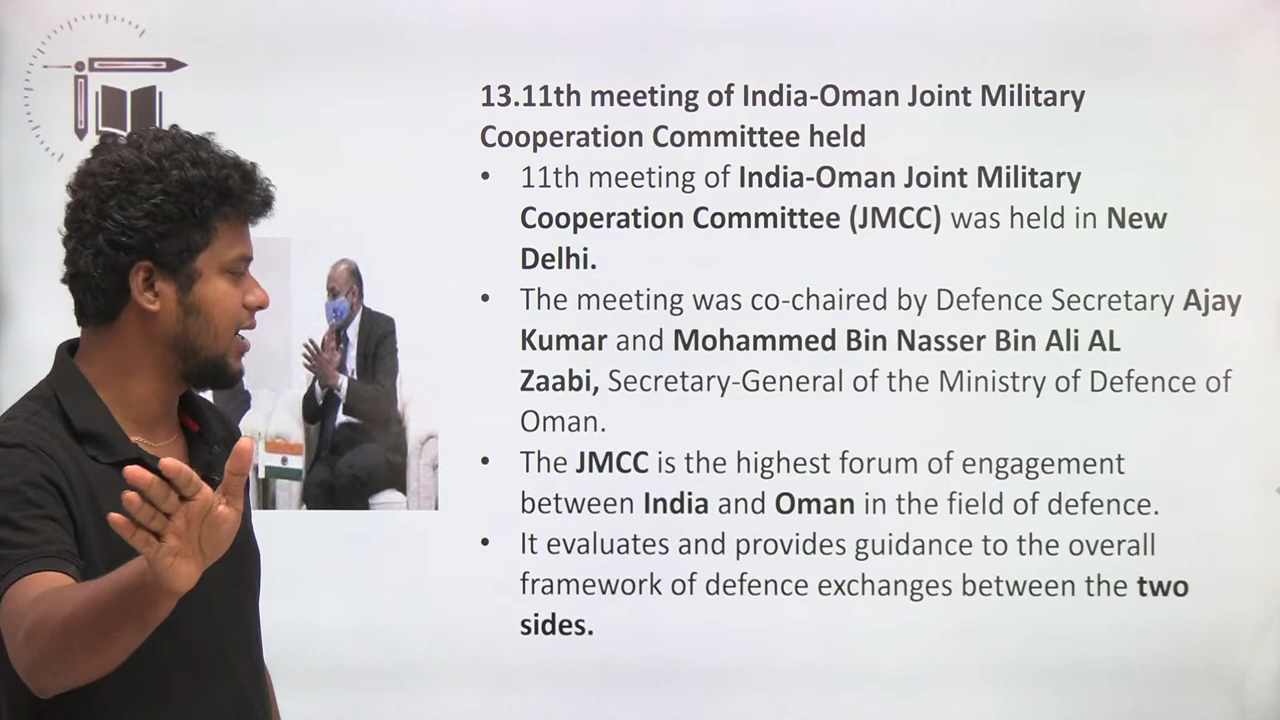 13.11th meeting of India-Oman Joint Military
Cooperation Committee held
• 11th meeting of India-Oman Joint Military
Cooperation Committee (JMCC) was held in New
Delhi.
• The meeting was co-chaired by Defence Secretary Ajay
Kumar and Mohammed Bin Nasser Bin Ali AL
Zaabi, Secretary-General of the Ministry of Defence of
Oman.
• The JMCC is the highest forum of engagement
between India and Oman in the field of defence.
• It evaluates and provides guidance to the overall
framework of defence exchanges between the two
sides.